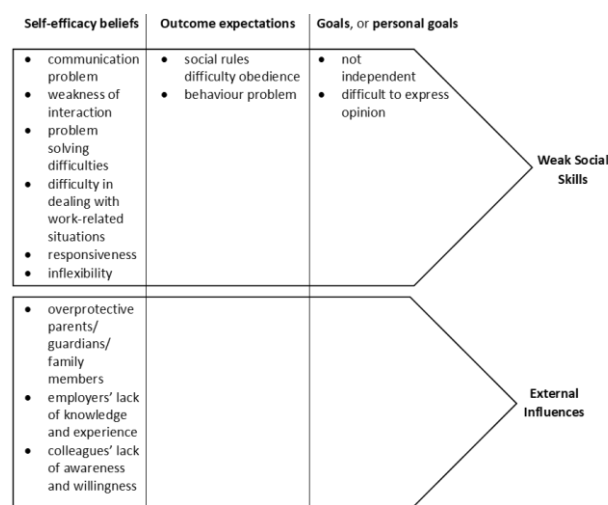 Self-efficacy beliefs
Outcome expectations
Goals, or personal goals
• communication
problem
• weakness of
interaction
• problem
solving
difficulties
• difficulty in
dealing with
work-related
situations
• responsiveness
• inflexibility
• social rules
difficulty obedience
• behaviour problem
• not
independent
• difficult to express
opinion
Weak Social
Skills
• overprotective
parents/
guardians/
family
members
• employers' lack
of knowledge
and experience
• colleagues' lack
of awareness
and willingness
External
Influences